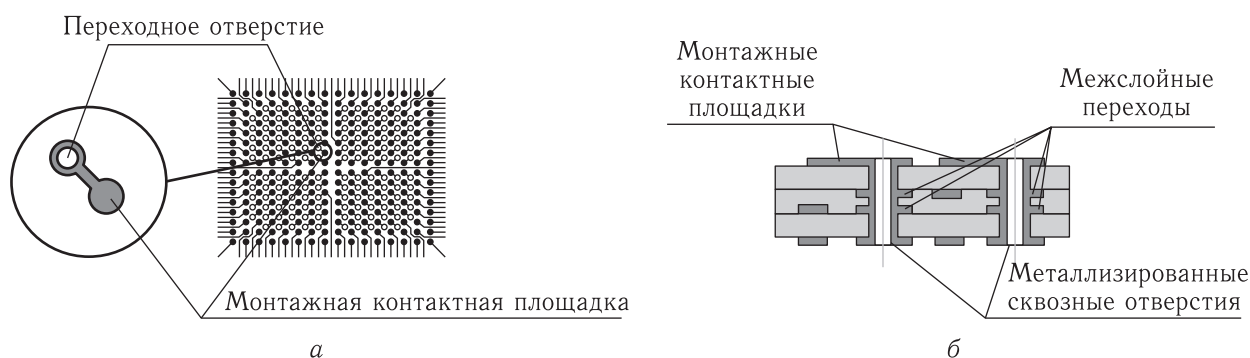 Переходное отверстие
Монтажная контактная площадка
а
Монтажные
контактные
площадки
Межслойные
переходы
Металлизированные
сквозные отверстия
б